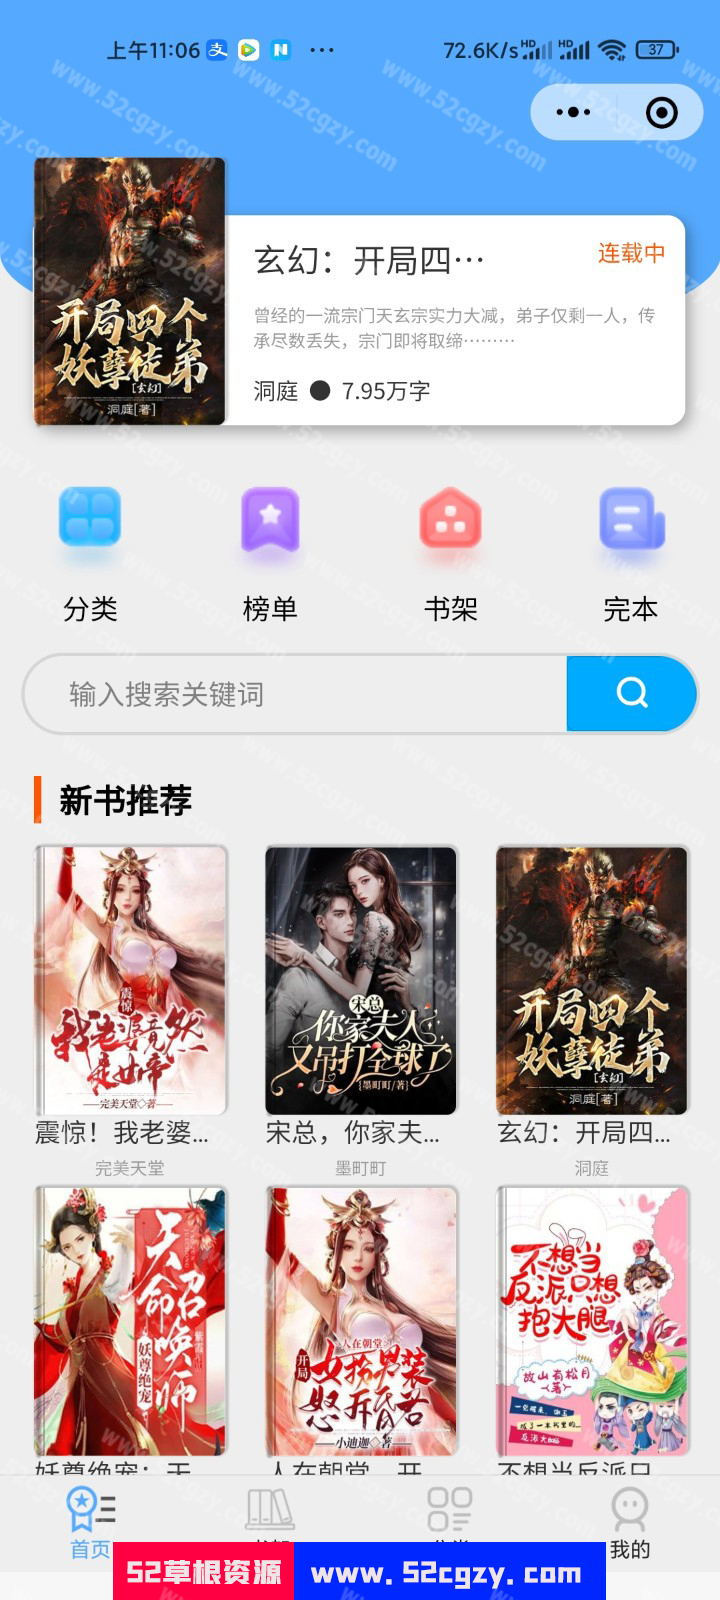 上午11:06
72.6K/s
HD
HD
37
开局四个
妖孽徒弟
[玄幻]
洞庭[著]
玄幻：开局四…
连载中
曾经的一流宗门天玄宗实力大减，弟子仅剩一人，传
承尽数丢失，宗门即将取缔………
洞庭 ● 7.95万字
分类
榜单
书架
完本
输入搜索关键词
新书推荐
震惊
我老婆竟然
是女帝
完美天堂◇著
宋总
你家夫人
又吊打全球了
{墨町町/著}
开局四个
妖孽徒弟
[玄幻]
洞庭[著]
震惊！我老婆...
宋总，你家夫...
玄幻：开局四...
完美天堂
墨町町
洞庭
天命
召唤师
妖尊绝宠
人在朝堂
开局
女扮男装
怒开昏君
小迪迦◇著
不想当
反派,只想
抱大腿
故山有松月
著
妖尊绝宠：天
人在朝堂，开
不想当反派只
首页
我的
52草根资源
www.52cgzy.com
www.52cgzy.com